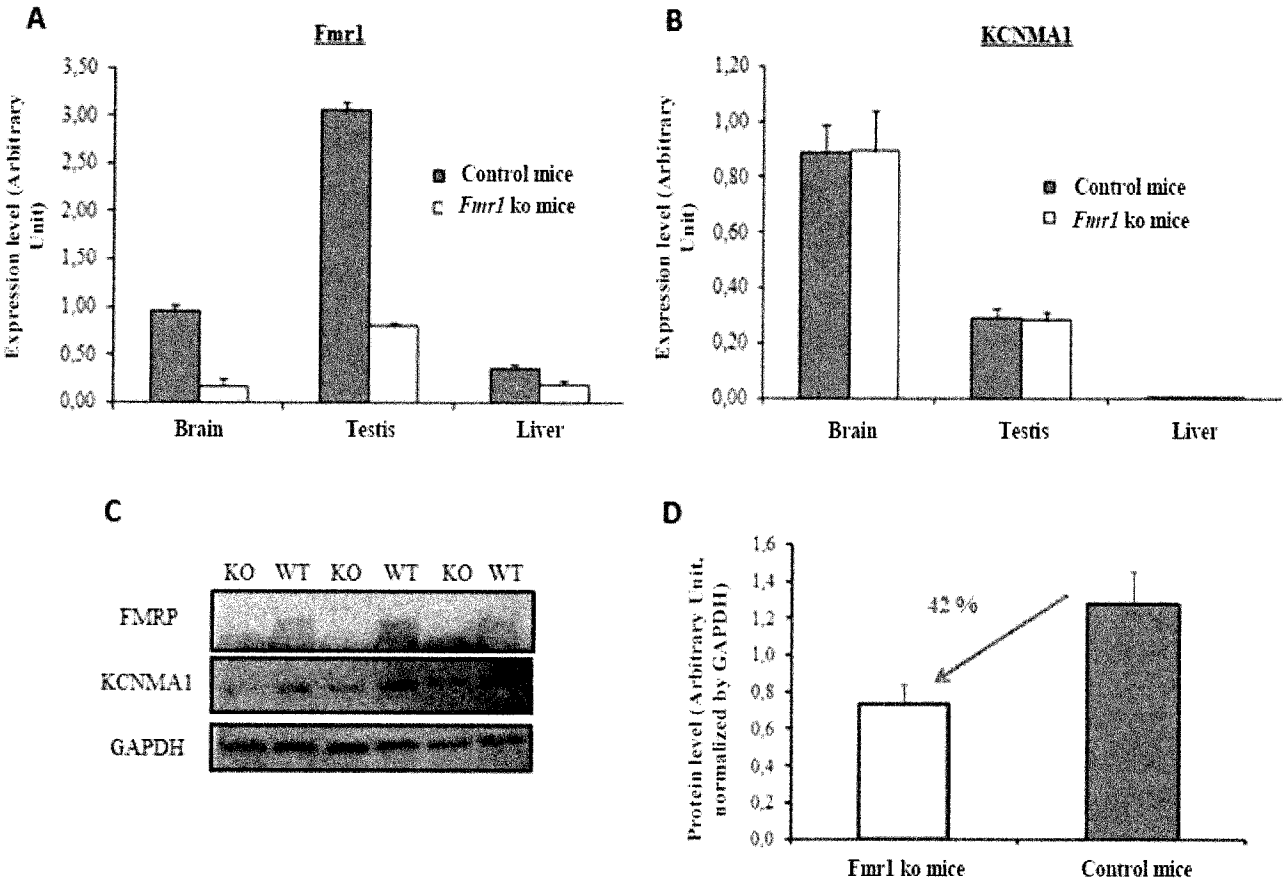 A
Fmr1
Expression level (Arbitrary
Unit)
3,50
3,00
2,50
2,00
1,50
1,00
0,50
0,00
Control mice
Fmr1 ko mice
Brain Testis Liver
B
KCNMA1
Expression level (Arbitrary
Unit)
1,20
1,00
0,80
0,60
0,40
0,20
0,00
Control mice
Fmr1 ko mice
Brain Testis Liver
C
KO WT KO WT KO WT
FMRP
KCNMA1
GAPDH
D
Protein level (Arbitrary Unit,
normalized by GAPDH)
1,6
1,4
1,2
1,0
0,8
0,6
0,4
0,2
0,0
42 %
Fmr1 ko mice Control mice